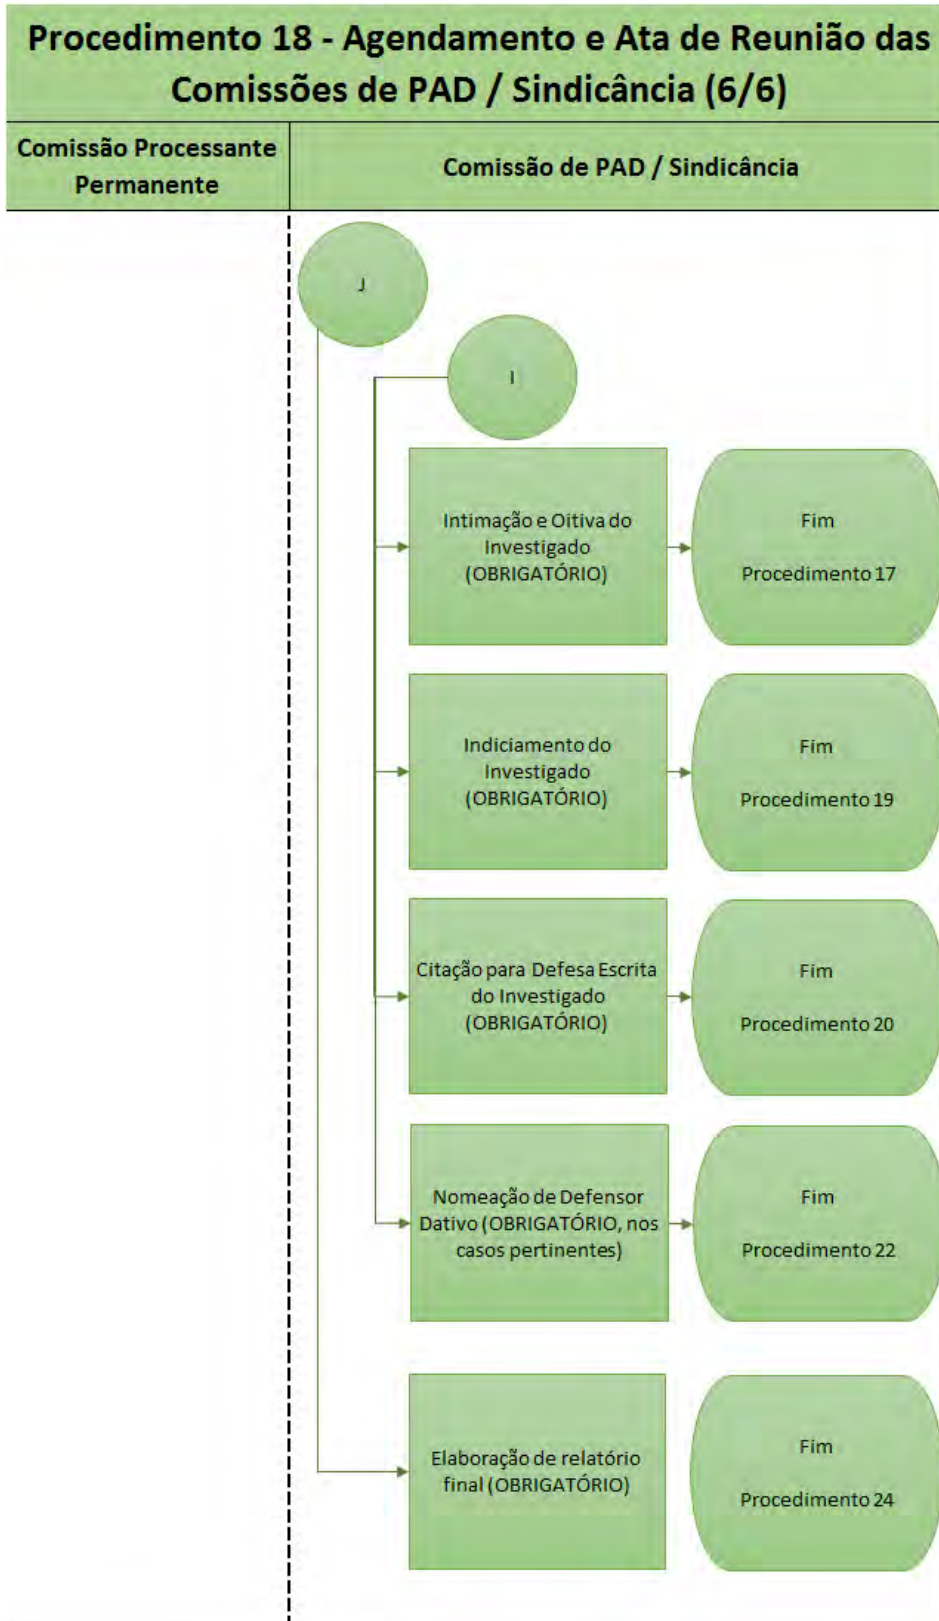 Procedimento 18 - Agendamento e Ata de Reunião das
Comissões de PAD / Sindicância (6/6)
Comissão Processante
Permanente
Comissão de PAD / Sindicância
J
I
Intimação e Oitiva do
Investigado
(OBRIGATÓRIO)
Fim
Procedimento 17
Indiciamento do
Investigado
(OBRIGATÓRIO)
Fim
Procedimento 19
Citação para Defesa Escrita
do Investigado
(OBRIGATÓRIO)
Fim
Procedimento 20
Nomeação de Defensor
Dativo (OBRIGATÓRIO, nos
casos pertinentes)
Fim
Procedimento 22
Elaboração de relatório
final (OBRIGATÓRIO)
Fim
Procedimento 24